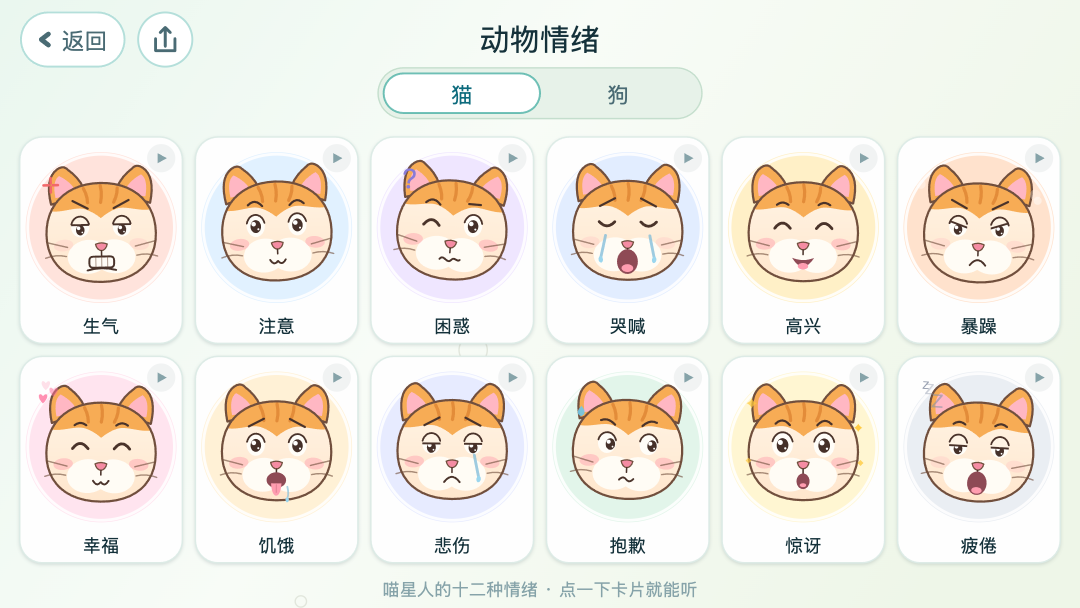 返回
动物情绪
猫
狗
生气
注意
?
困惑
哭喊
高兴
暴躁
幸福
饥饿
悲伤
抱歉
惊讶
z
z
z
疲倦
喵星人的十二种情绪 · 点一下卡片就能听